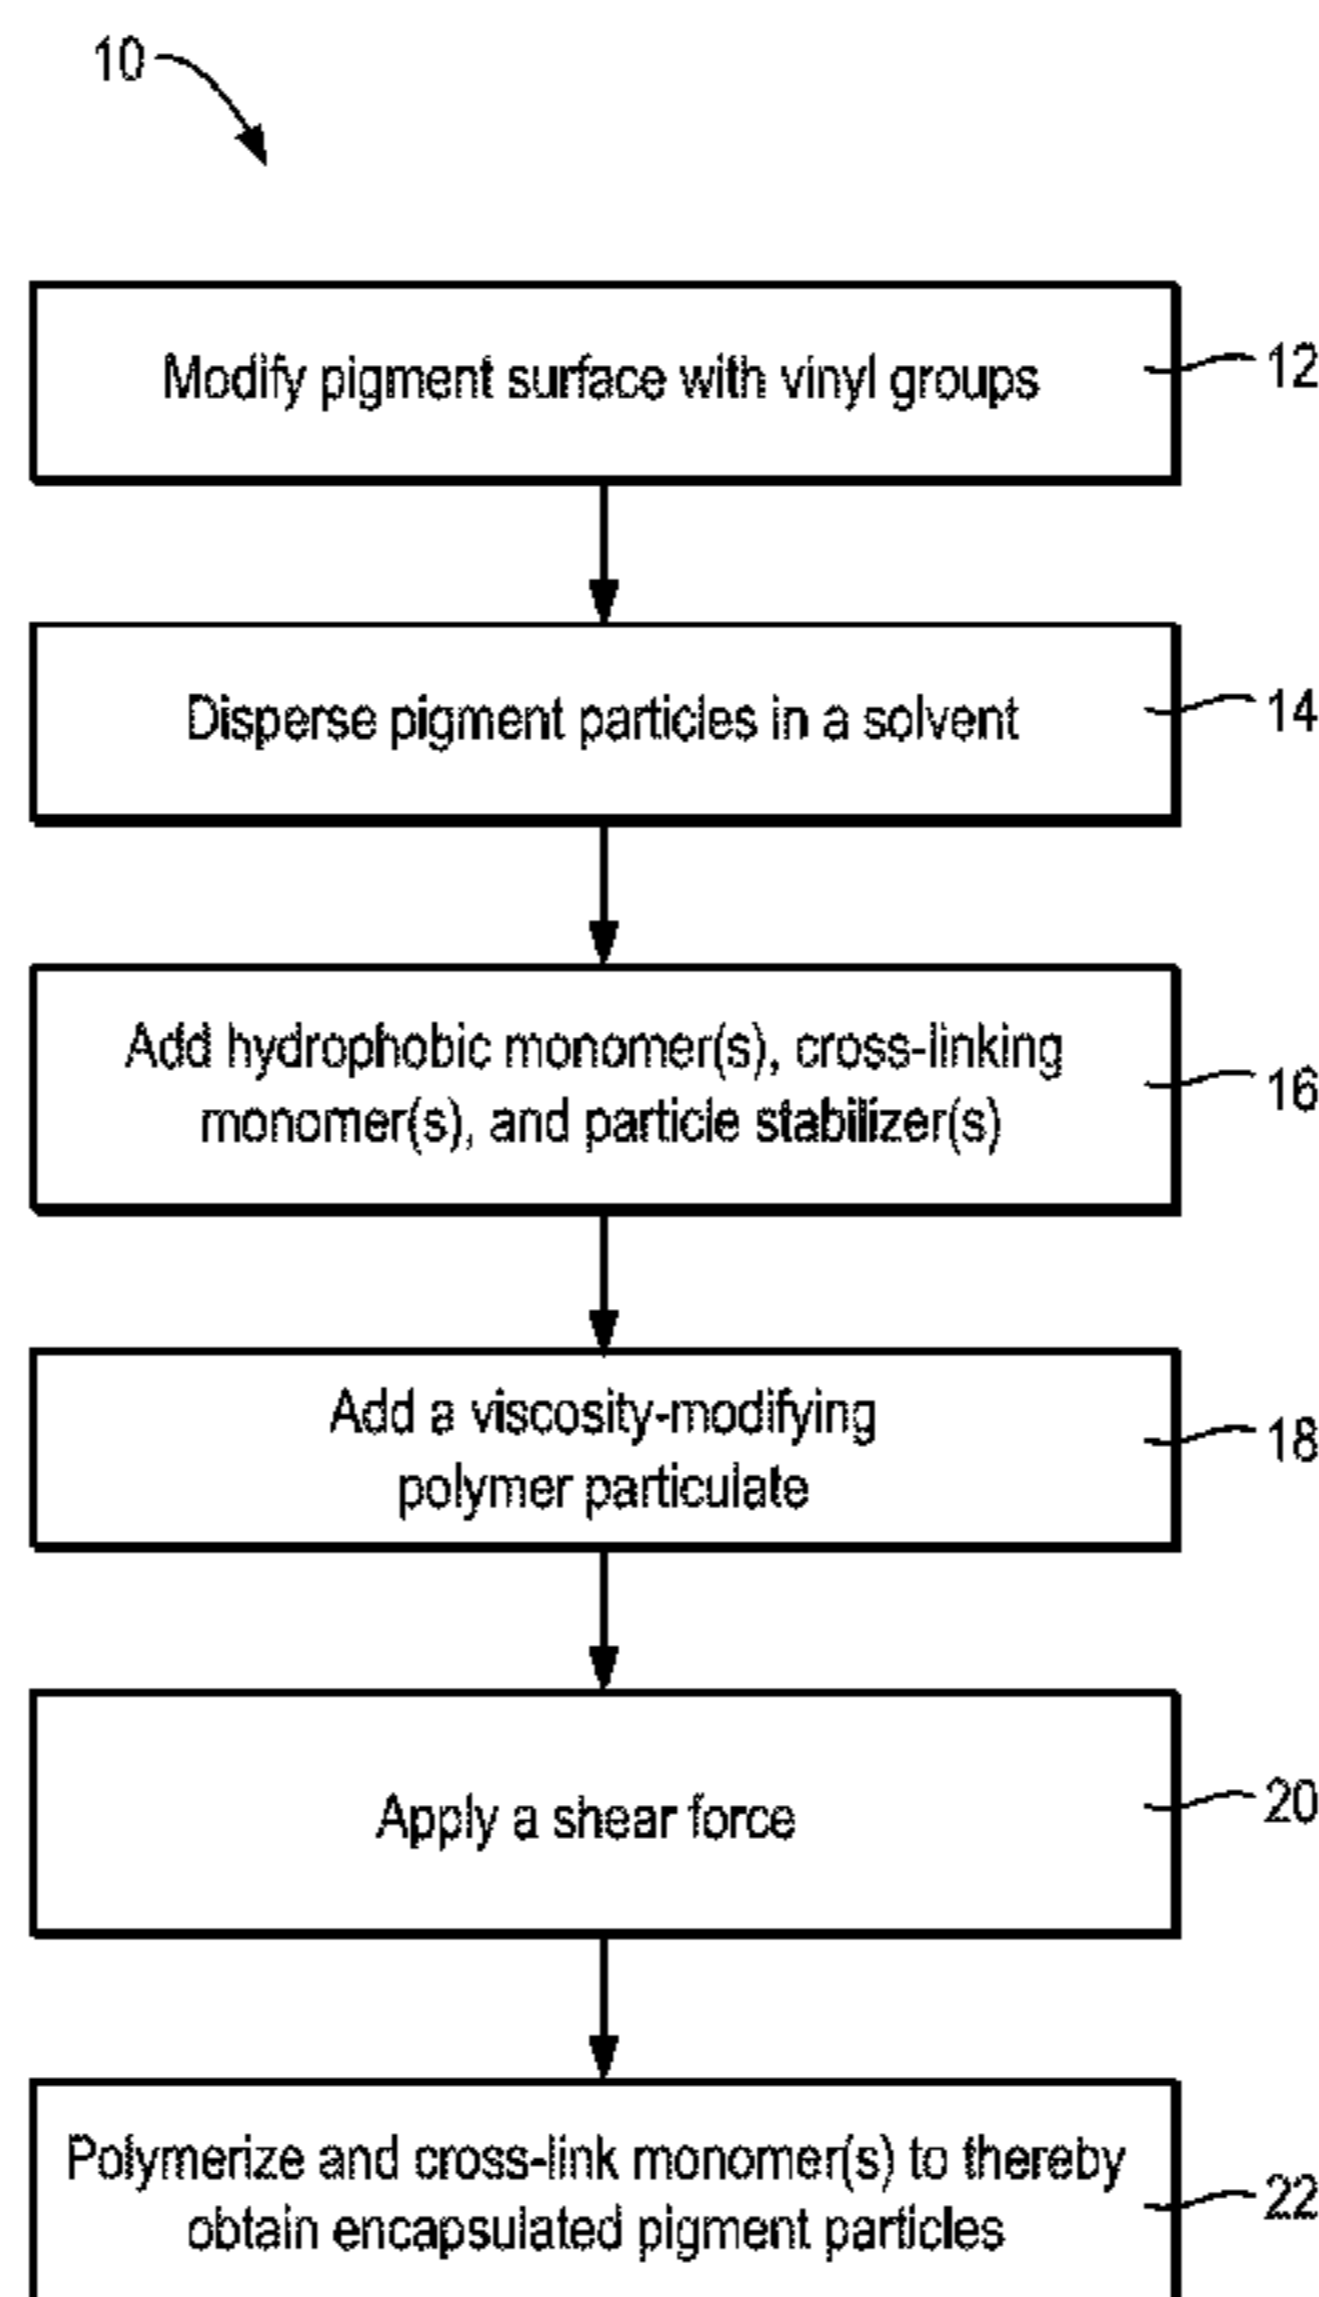 10
Modify pigment surface with vinyl groups
12
Disperse pigment particles in a solvent
14
Add hydrophobic monomer(s), cross-linking
monomer(s), and particle stabilizer(s)
16
Add a viscosity-modifying
polymer particulate
18
Apply a shear force
20
Polymerize and cross-link monomer(s) to thereby
obtain encapsulated pigment particles
22